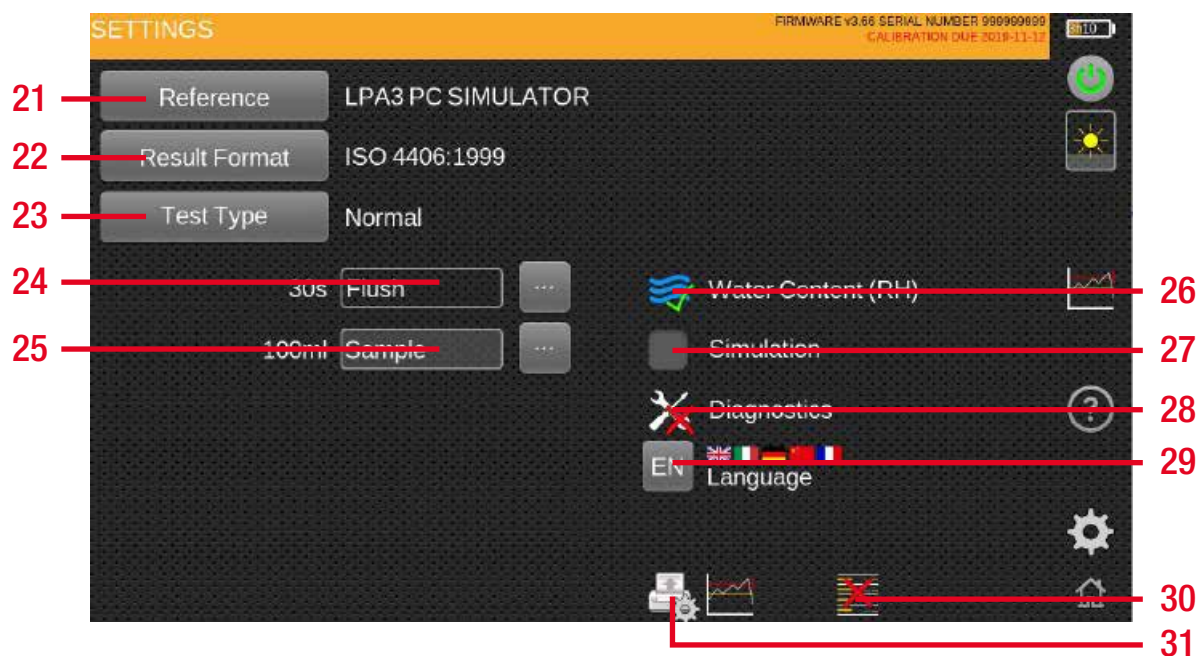 SETTINGS
FIRMWARE v3.66 SERIAL NUMBER 999999999
CALIBRATION DUE 2019-11-12
21 Reference LPA3 PC SIMULATOR
22 Result Format ISO 4406:1999
23 Test Type Normal
24 30s Flush ... Water Content (RH) 26
25 100ml Sample ... Simulation 27
Diagnostics ? 28
EN Language 29
30
31